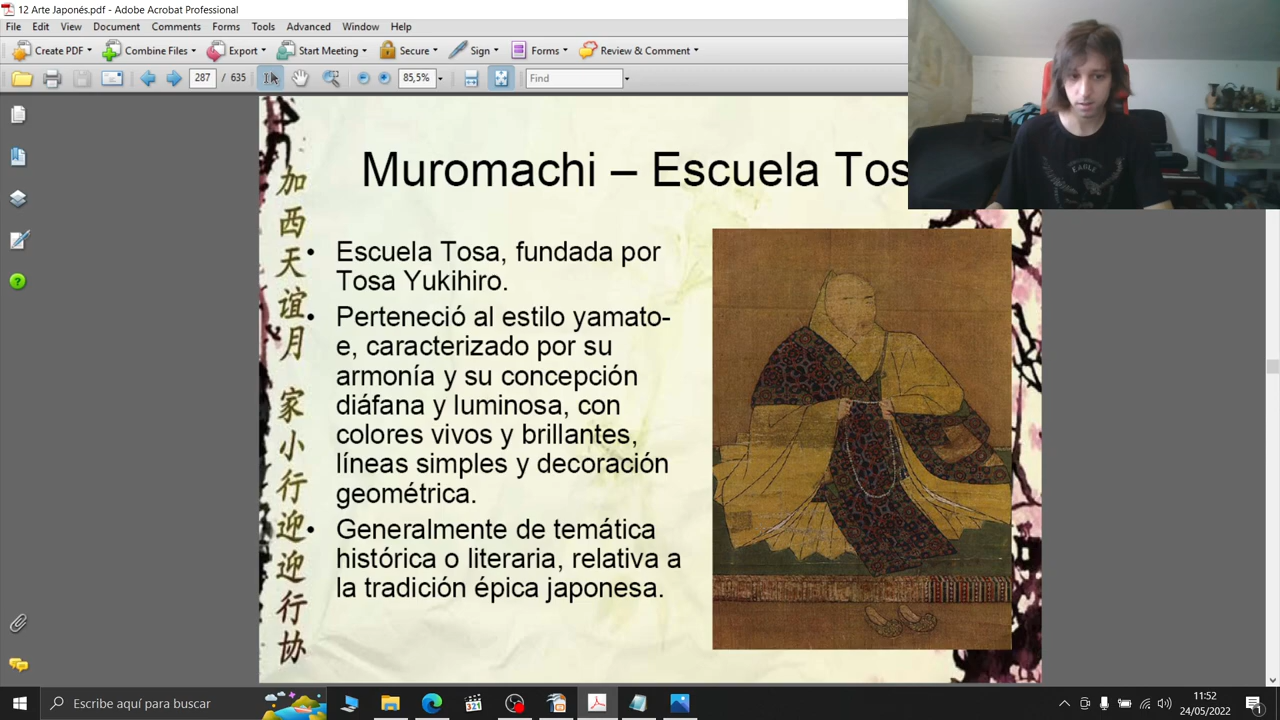 12 Arte Japonés.pdf - Adobe Acrobat Professional
File Edit View Document Comments Forms Tools Advanced Window Help
Create PDF Combine Files Export Start Meeting Secure Sign Forms Review & Comment
287 / 635 85,5% Find
Muromachi – Escuela Tos
加西天谊月家小行迎迎行协
• Escuela Tosa, fundada por
Tosa Yukihiro.
• Perteneció al estilo yamato-
e, caracterizado por su
armonía y su concepción
diáfana y luminosa, con
colores vivos y brillantes,
líneas simples y decoración
geométrica.
• Generalmente de temática
histórica o literaria, relativa a
la tradición épica japonesa.
EAGLE
Escribe aquí para buscar
321
11:52
24/05/2022
1